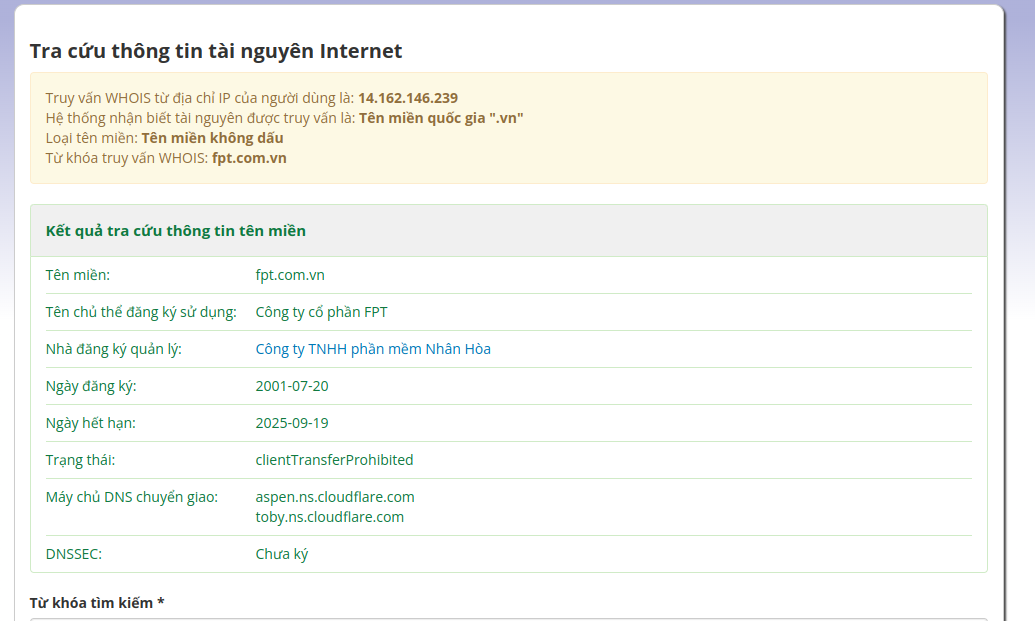 Tra cứu thông tin tài nguyên Internet
Truy vấn WHOIS từ địa chỉ IP của người dùng là: 14.162.146.239
Hệ thống nhận biết tài nguyên được truy vấn là: Tên miền quốc gia ".vn"
Loại tên miền: Tên miền không dấu
Từ khóa truy vấn WHOIS: fpt.com.vn
Kết quả tra cứu thông tin tên miền
Tên miền: fpt.com.vn
Tên chủ thể đăng ký sử dụng: Công ty cổ phần FPT
Nhà đăng ký quản lý: Công ty TNHH phần mềm Nhân Hòa
Ngày đăng ký: 2001-07-20
Ngày hết hạn: 2025-09-19
Trạng thái: clientTransferProhibited
Máy chủ DNS chuyển giao: aspen.ns.cloudflare.com
toby.ns.cloudflare.com
DNSSEC: Chưa ký
Từ khóa tìm kiếm *